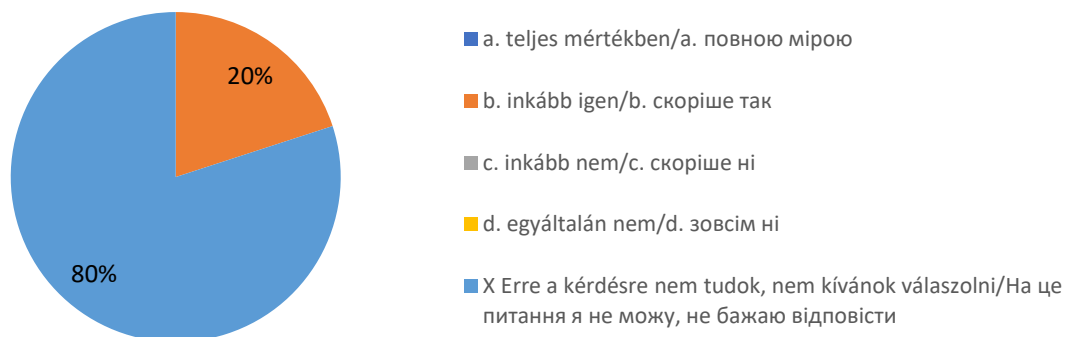 20%
80%
a. teljes mértékben/a. повною мірою
b. inkább igen/b. скоріше так
c. inkább nem/c. скоріше ні
d. egyáltalán nem/d. зовсім ні
X Erre a kérdésre nem tudok, nem kívánok válaszolni/На це
питання я не можу, не бажаю відповісти